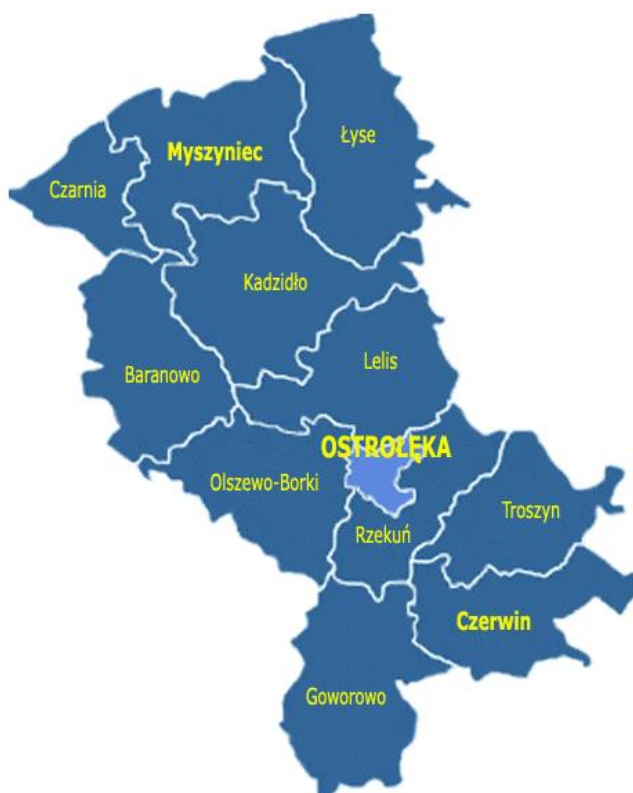 Łyse
Myszyniec
Czarnia
Kadzidło
Lelis
Baranowo
OSTROŁĘKA
Olszewo-Borki
Troszyn
Rzekuń
Czerwin
Goworowo